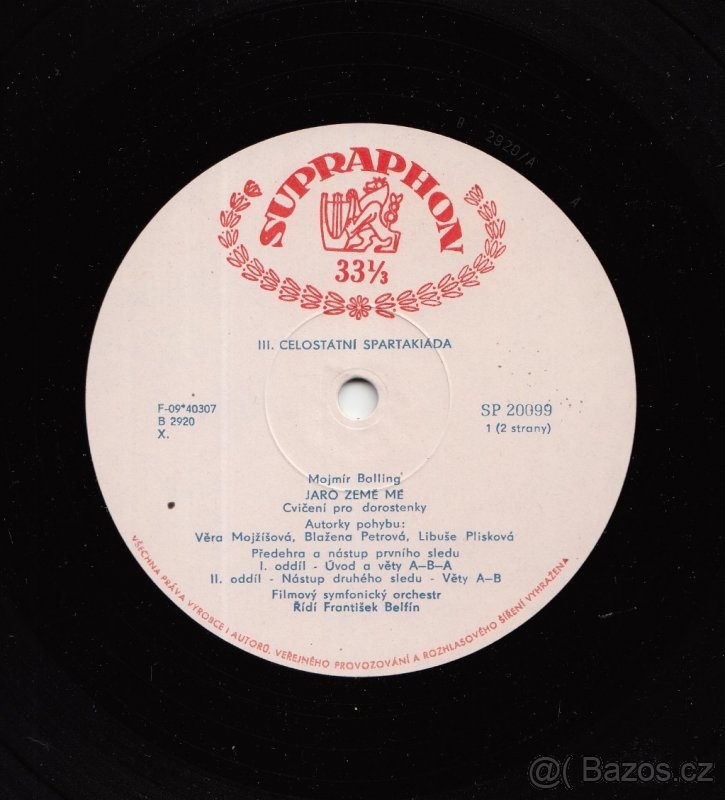 B 2920/A
A
SUPRAPHON
33⅓
III. CELOSTÁTNÍ SPARTAKIÁDA
F-09*40307
B 2920
X.
SP 20099
1 (2 strany)
Mojmír Balling
JARO ZEMĚ MÉ
Cvičení pro dorostenky
Autorky pohybu:
Věra Mojžíšová, Blažena Petrová, Libuše Plisková
Předehra a nástup prvního sledu
I. oddíl - Úvod a věty A–B–A
II. oddíl - Nástup druhého sledu - Věty A–B
Filmový symfonický orchestr
Řídí František Belfín
VŠECHNA PRÁVA VÝROBCE I AUTORŮ, VEŘEJNÉHO PROVOZOVÁNÍ A ROZHLASOVÉHO ŠÍŘENÍ VYHRAŽENA
@( Bazos.cz